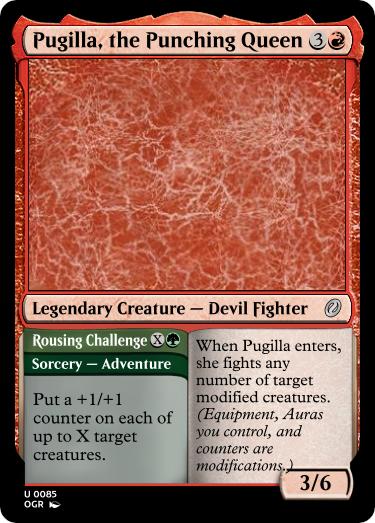 Pugilla, the Punching Queen 3
Legendary Creature — Devil Fighter
Rousing Challenge X
Sorcery — Adventure
Put a +1/+1
counter on each of
up to X target
creatures.
When Pugilla enters,
she fights any
number of target
modified creatures.
(Equipment, Auras
you control, and
counters are
modifications.)
3/6
U 0085
OGR